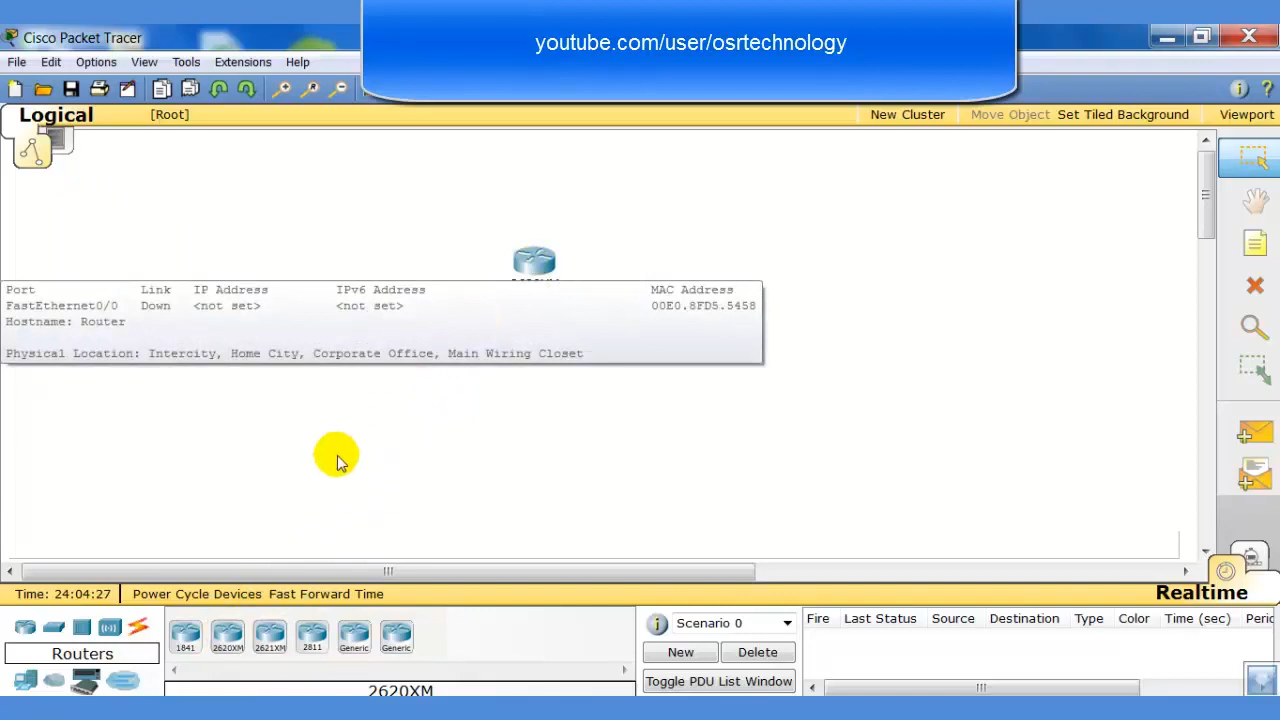 Cisco Packet Tracer
youtube.com/user/osrtechnology
File Edit Options View Tools Extensions Help
Logical [Root] New Cluster Move Object Set Tiled Background Viewport
Port Link IP Address IPv6 Address MAC Address
FastEthernet0/0 Down <not set> <not set> 00E0.8FD5.5458
Hostname: Router
Physical Location: Intercity, Home City, Corporate Office, Main Wiring Closet
Time: 24:04:27 Power Cycle Devices Fast Forward Time Realtime
Routers
1841 2620XM 2621XM 2811 Generic Generic
2620XM
Scenario 0
New Delete
Toggle PDU List Window
Fire Last Status Source Destination Type Color Time (sec) Perio